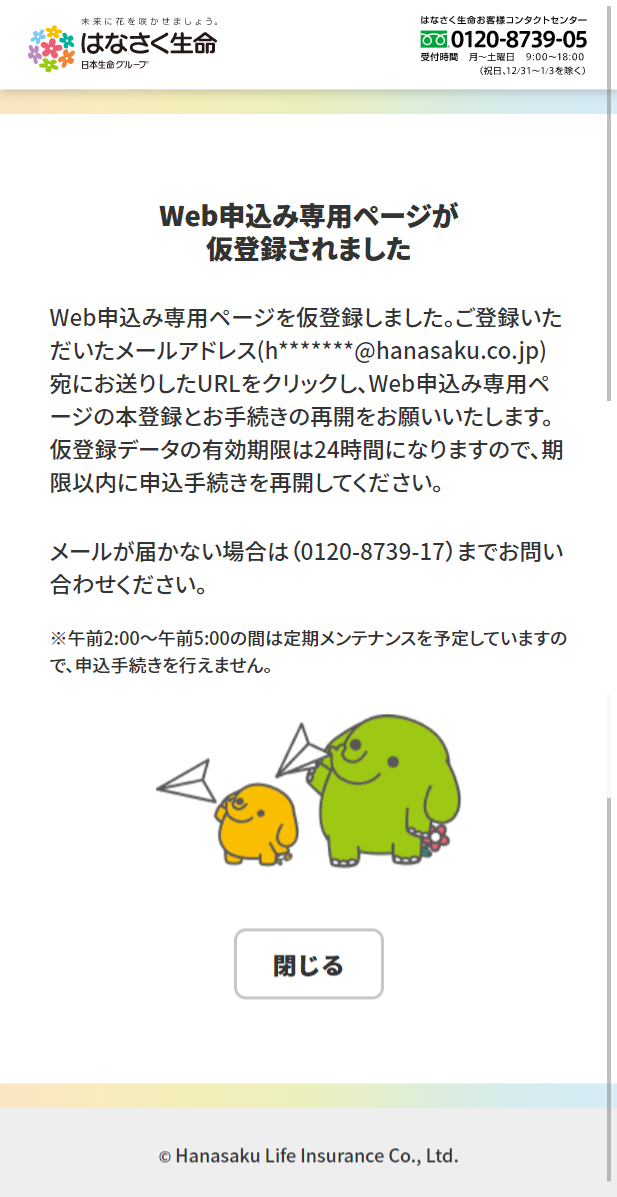 未来に花を咲かせましょう。
はなさく生命
日本生命グループ
はなさく生命お客様コンタクトセンター
0120-8739-05
受付時間 月～土曜日 9:00～18:00
（祝日、12/31～1/3を除く）
Web申込み専用ページが
仮登録されました
Web申込み専用ページを仮登録しました。ご登録いた
だいたメールアドレス(h*******@hanasaku.co.jp)
宛にお送りしたURLをクリックし、Web申込み専用ペ
ージの本登録とお手続きの再開をお願いいたします。
仮登録データの有効期限は24時間になりますので、期
限以内に申込手続きを再開してください。
メールが届かない場合は（0120-8739-17）までお問い
合わせください。
※午前2:00～午前5:00の間は定期メンテナンスを予定していますの
で、申込手続きを行えません。
閉じる
© Hanasaku Life Insurance Co., Ltd.